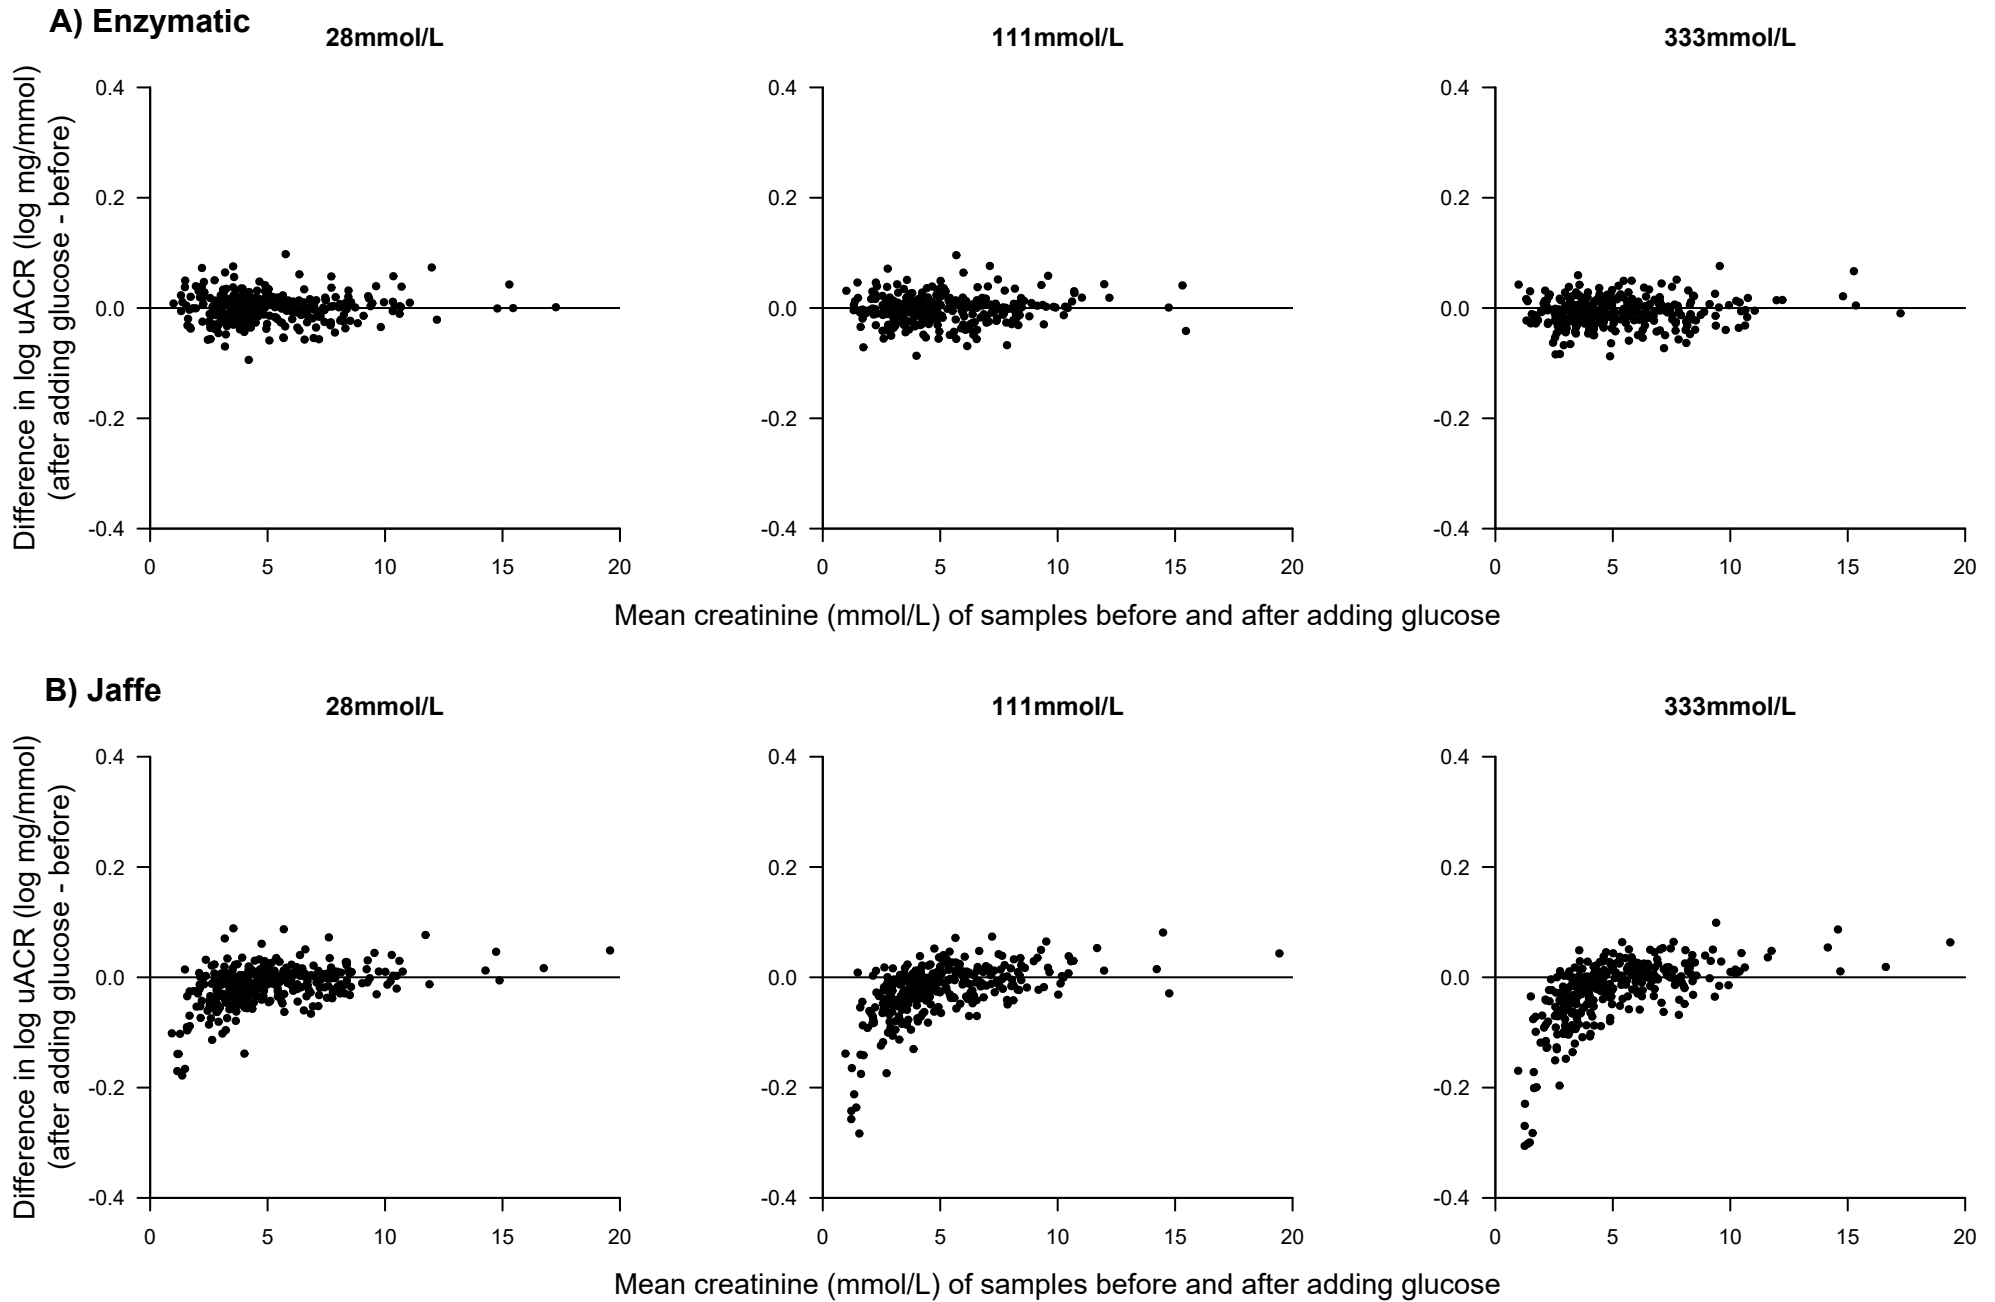 A) Enzymatic
28mmol/L
111mmol/L
333mmol/L
Difference in log uACR (log mg/mmol)
(after adding glucose - before)
0.4
0.2
0.0
-0.2
-0.4
0 5 10 15 20
0.4
0.2
0.0
-0.2
-0.4
0 5 10 15 20
0.4
0.2
0.0
-0.2
-0.4
0 5 10 15 20
Mean creatinine (mmol/L) of samples before and after adding glucose
B) Jaffe
28mmol/L
111mmol/L
333mmol/L
Difference in log uACR (log mg/mmol)
(after adding glucose - before)
0.4
0.2
0.0
-0.2
-0.4
0 5 10 15 20
0.4
0.2
0.0
-0.2
-0.4
0 5 10 15 20
0.4
0.2
0.0
-0.2
-0.4
0 5 10 15 20
Mean creatinine (mmol/L) of samples before and after adding glucose